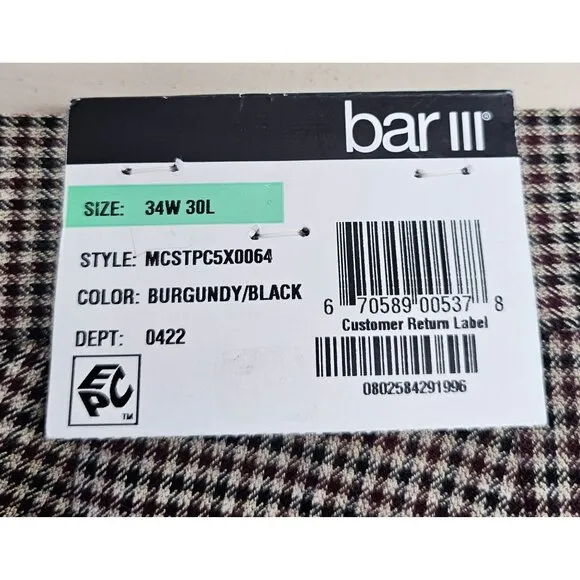 bar III®
SIZE: 34W 30L
STYLE: MCSTPC5X0064
COLOR: BURGUNDY/BLACK
6 70589 00537 8
Customer Return Label
DEPT: 0422
0802584291996
EPC™